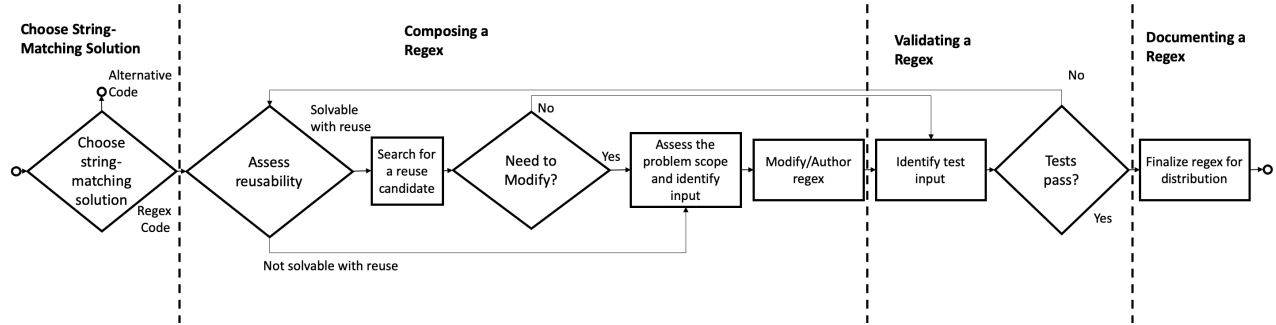 Choose String-
Matching Solution
Alternative
Code
Choose
string-
matching
solution
Regex
Code
Composing a
Regex
Assess
reusability
Solvable
with reuse
Not solvable with reuse
Search for
a reuse
candidate
Need to
Modify?
No
Yes
Assess the
problem scope
and identify
input
Modify/Author
regex
Validating a
Regex
Identify test
input
Tests
pass?
No
Yes
Documenting a
Regex
Finalize regex for
distribution